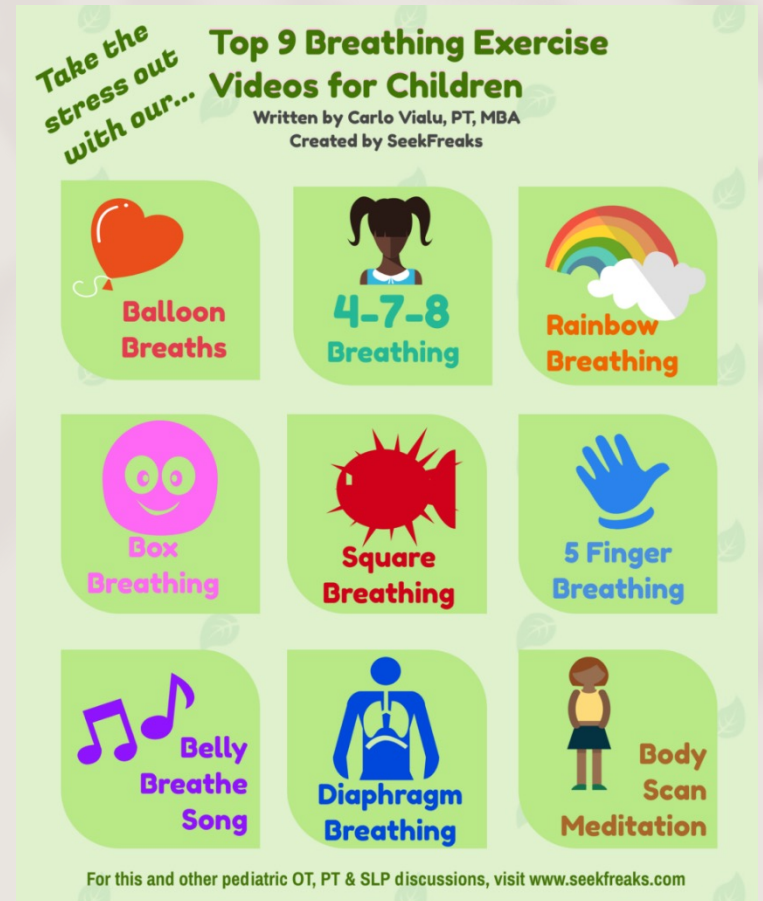 Take the
stress out
with our...
Top 9 Breathing Exercise
Videos for Children
Written by Carlo Vialu, PT, MBA
Created by SeekFreaks
Balloon
Breaths
4-7-8
Breathing
Rainbow
Breathing
Box
Breathing
Square
Breathing
5 Finger
Breathing
Belly
Breathe
Song
Diaphragm
Breathing
Body
Scan
Meditation
For this and other pediatric OT, PT & SLP discussions, visit www.seekfreaks.com